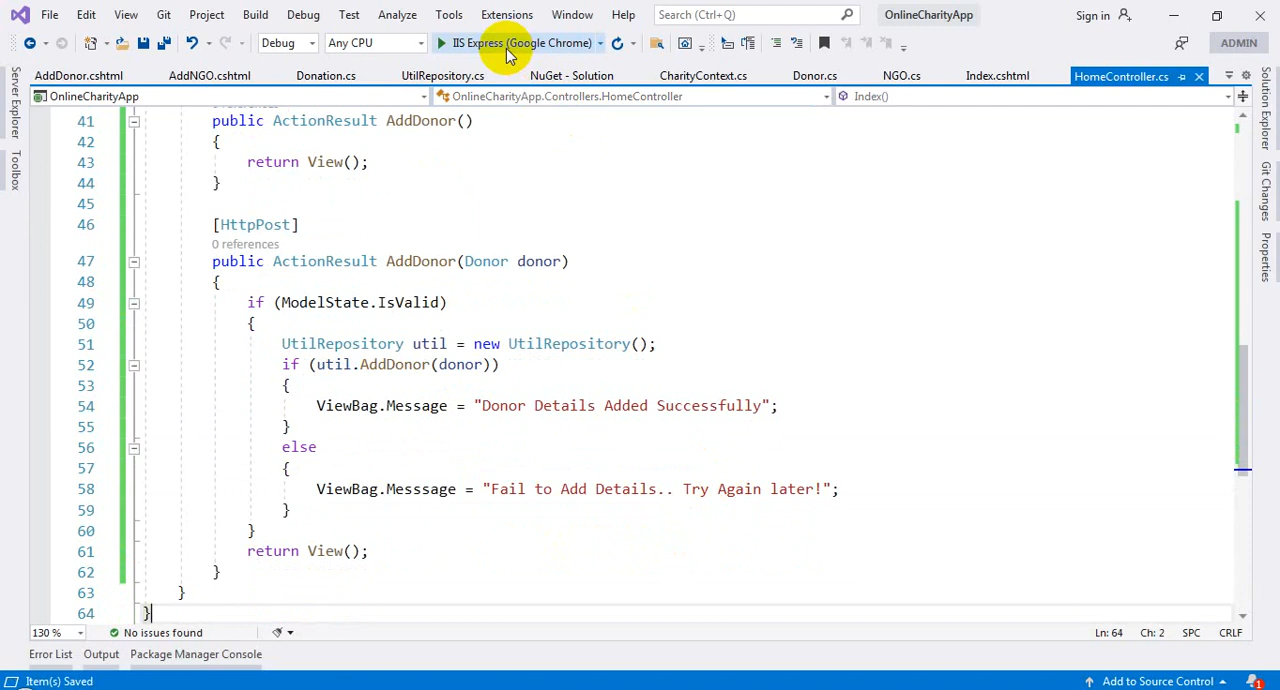 File Edit View Git Project Build Debug Test Analyze Tools Extensions Window Help Search (Ctrl+Q) OnlineCharityApp Sign in
Debug Any CPU IIS Express (Google Chrome) ADMIN
AddDonor.cshtml AddNGO.cshtml Donation.cs UtilRepository.cs NuGet - Solution CharityContext.cs Donor.cs NGO.cs Index.cshtml HomeController.cs
OnlineCharityApp OnlineCharityApp.Controllers.HomeController Index()
Server Explorer
Toolbox
41 public ActionResult AddDonor()
42 {
43 return View();
44 }
45
46 [HttpPost]
0 references
47 public ActionResult AddDonor(Donor donor)
48 {
49 if (ModelState.IsValid)
50 {
51 UtilRepository util = new UtilRepository();
52 if (util.AddDonor(donor))
53 {
54 ViewBag.Message = "Donor Details Added Successfully";
55 }
56 else
57 {
58 ViewBag.Messsage = "Fail to Add Details.. Try Again later!";
59 }
60 }
61 return View();
62 }
63 }
64 }
Solution Explorer
Git Changes
Properties
130 % No issues found Ln: 64 Ch: 2 SPC CRLF
Error List Output Package Manager Console
Item(s) Saved Add to Source Control 1